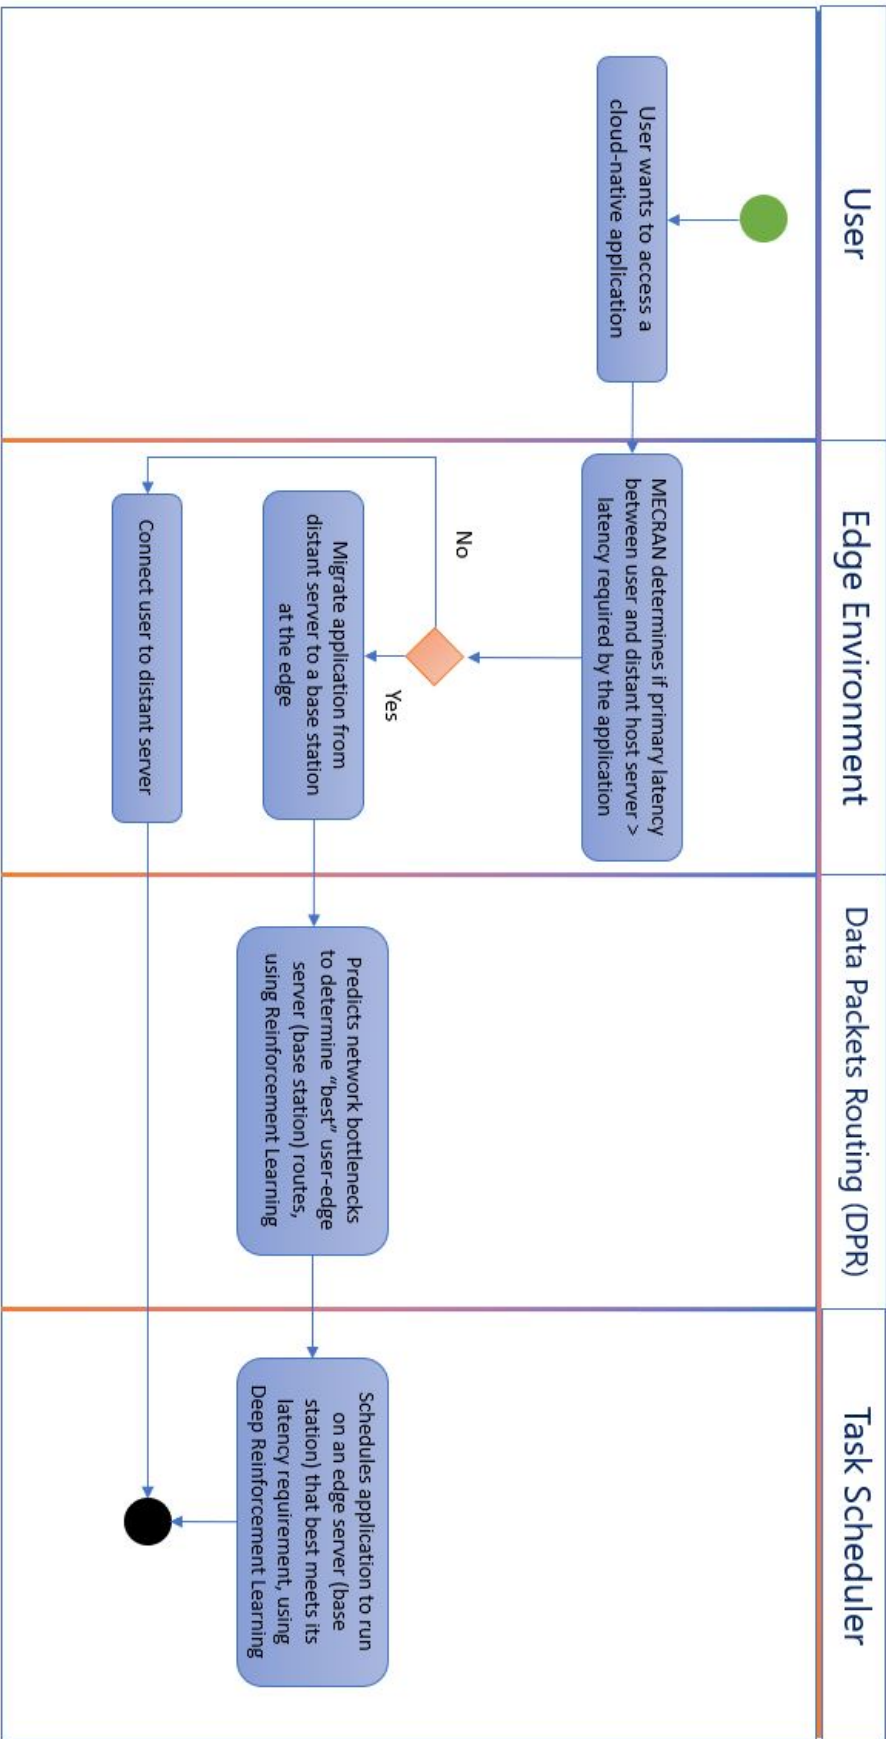 User
Edge Environment
Data Packets Routing (DPR)
Task Scheduler
User wants to access a
cloud-native application
MECRAN determines if primary latency
between user and distant host server >
latency required by the application
No
Yes
Migrate application from
distant server to a base station
at the edge
Connect user to distant server
Predicts network bottlenecks
to determine “best” user-edge
server (base station) routes,
using Reinforcement Learning
Schedules application to run
on an edge server (base
station) that best meets its
latency requirement, using
Deep Reinforcement Learning